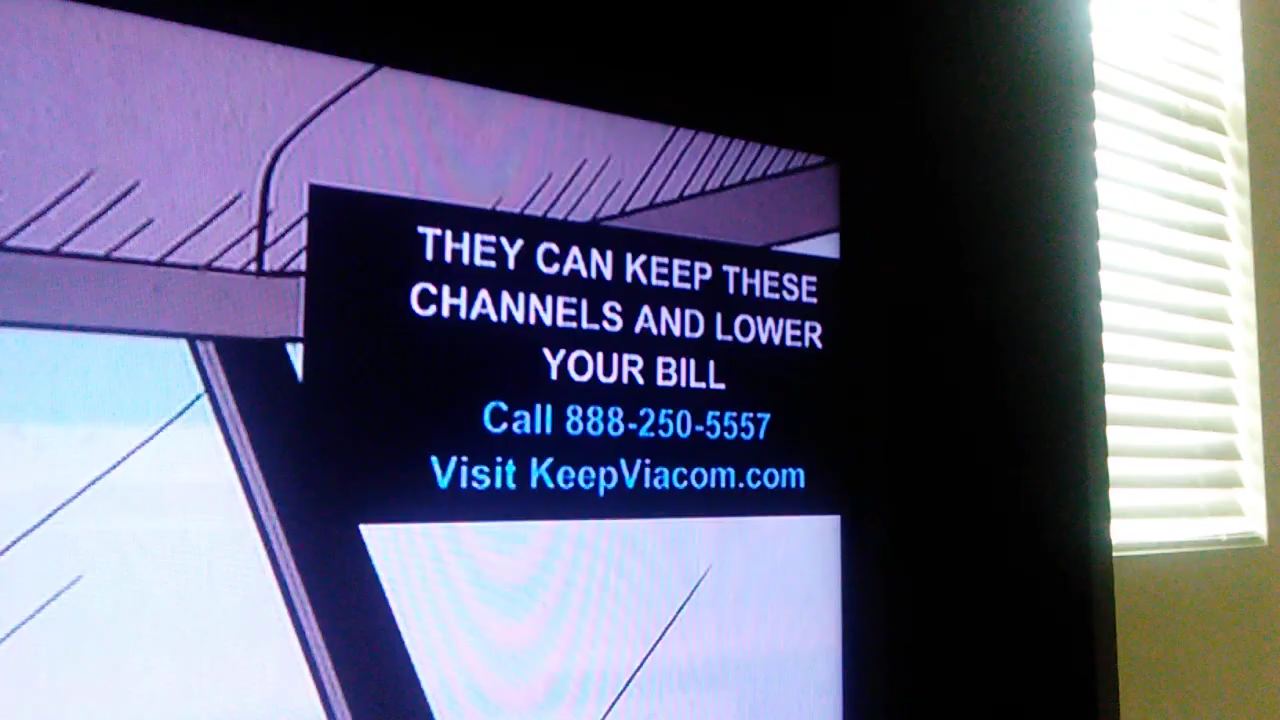 THEY CAN KEEP THESE
CHANNELS AND LOWER
YOUR BILL
Call 888-250-5557
Visit KeepViacom.com